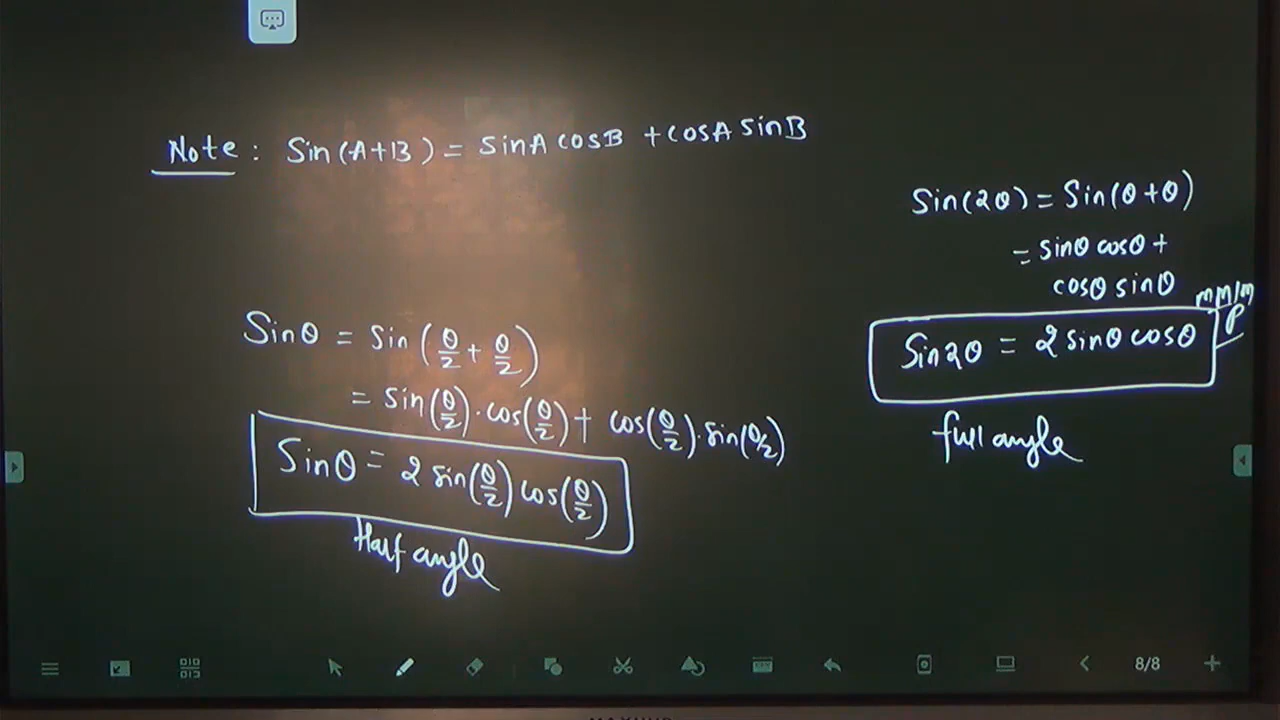 Note : Sin(A+B) = SinA cosB + cosA sinB
Sinθ = Sin(θ/2 + θ/2)
= Sin(θ/2)·cos(θ/2) + cos(θ/2)·sin(θ/2)
Sinθ = 2 sin(θ/2) cos(θ/2)
Half angle
Sin(2θ) = Sin(θ+θ)
= sinθ cosθ +
cosθ sinθ
Sin2θ = 2 sinθ cosθ
full angle
8/8